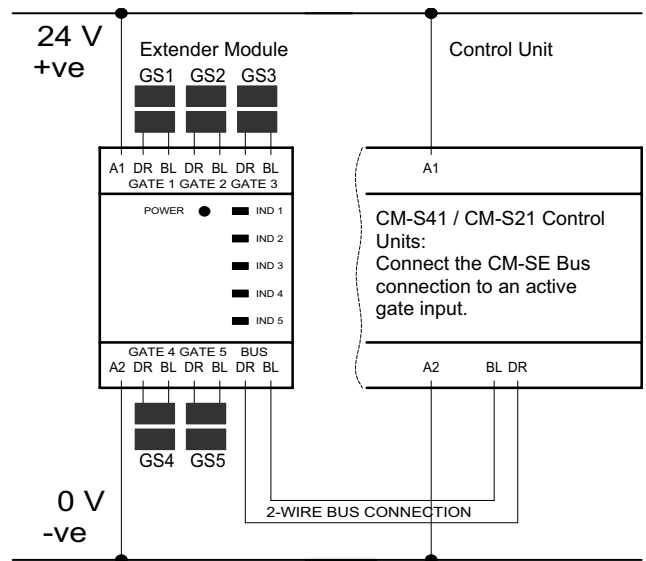 24 V
+ve
Extender Module
Control Unit
GS1 GS2 GS3
A1 DR BL DR BL DR BL
GATE 1 GATE 2 GATE 3
A1
POWER
IND 1
IND 2
IND 3
IND 4
IND 5
CM-S41 / CM-S21 Control
Units:
Connect the CM-SE Bus
connection to an active
gate input.
GATE 4 GATE 5 BUS
A2 DR BL DR BL DR BL
A2 BL DR
GS4 GS5
0 V
-ve
2-WIRE BUS CONNECTION